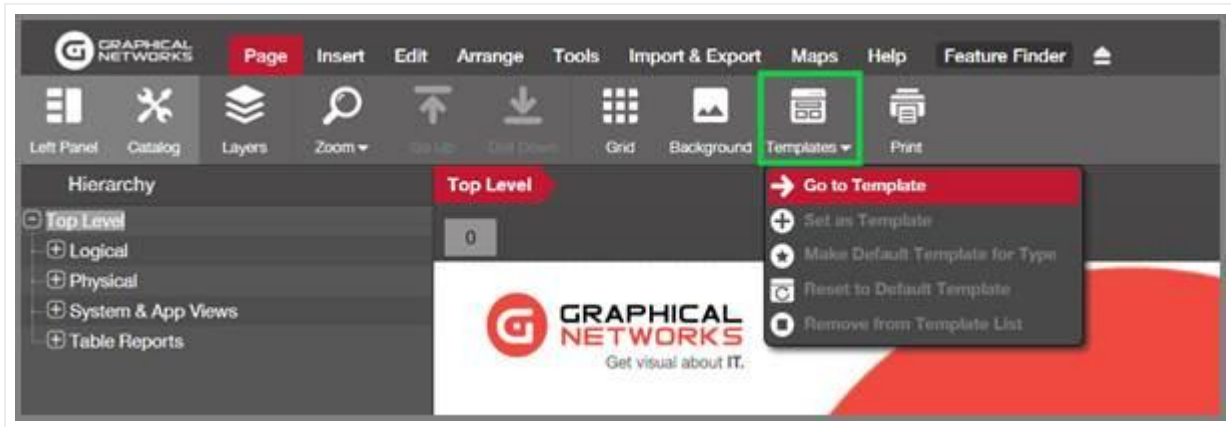 GRAPHICAL NETWORKS
Page Insert Edit Arrange Tools Import & Export Maps Help Feature Finder
Left Panel Catalog Layers Zoom Go Up Drill Down Grid Background Templates Print
Hierarchy
Top Level
Go to Template
Top Level
Set as Template
Logical
0
Make Default Template for Type
Physical
Reset to Default Template
System & App Views
Remove from Template List
Table Reports
G
GRAPHICAL
NETWORKS
Get visual about IT.